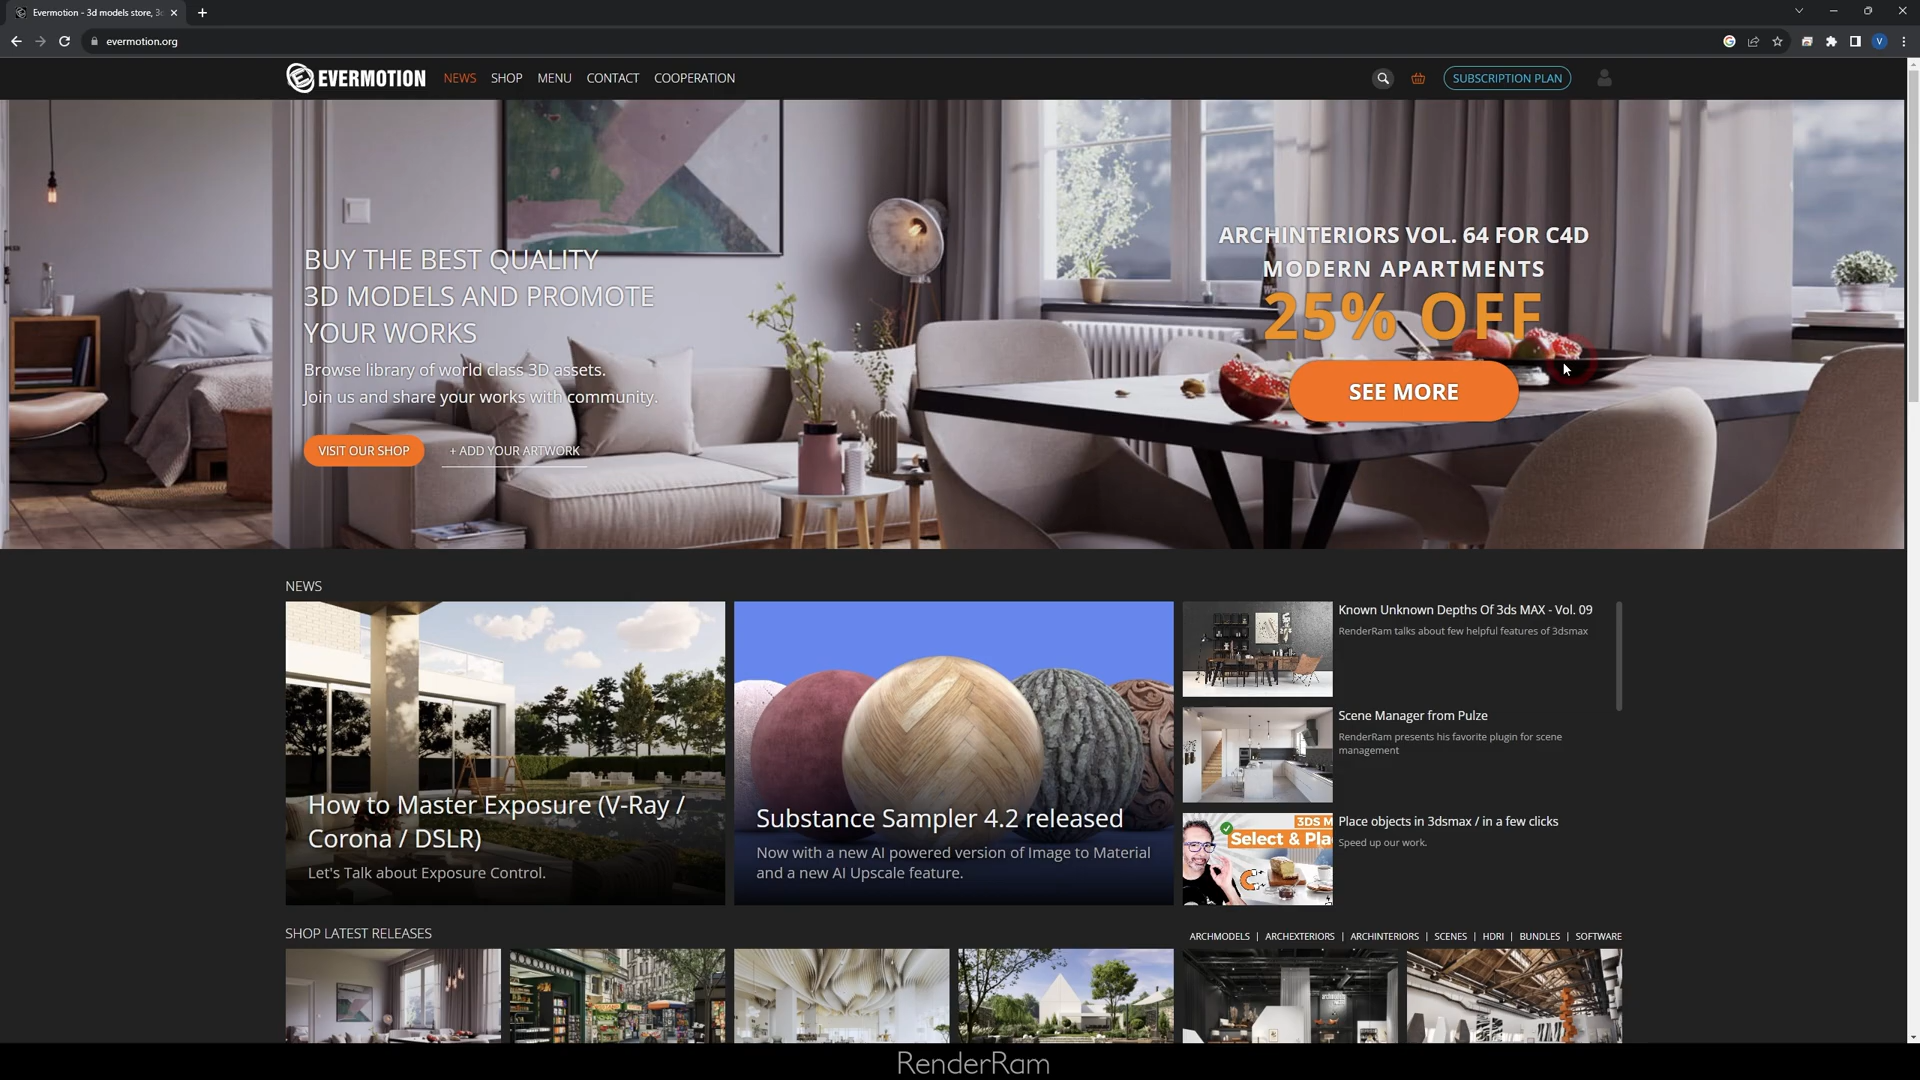 Evermotion - 3d models store, 3d
evermotion.org
V
EVERMOTION
NEWS
SHOP
MENU
CONTACT
COOPERATION
SUBSCRIPTION PLAN
BUY THE BEST QUALITY
3D MODELS AND PROMOTE
YOUR WORKS
Browse library of world class 3D assets.
Join us and share your works with community.
VISIT OUR SHOP
+ ADD YOUR ARTWORK
ARCHINTERIORS VOL. 64 FOR C4D
MODERN APARTMENTS
25% OFF
SEE MORE
NEWS
How to Master Exposure (V-Ray /
Corona / DSLR)
Let's Talk about Exposure Control.
Substance Sampler 4.2 released
Now with a new AI powered version of Image to Material
and a new AI Upscale feature.
Known Unknown Depths Of 3ds MAX - Vol. 09
RenderRam talks about few helpful features of 3dsmax
Scene Manager from Pulze
RenderRam presents his favorite plugin for scene
management
3DS M
Select & Pla
Place objects in 3dsmax / in a few clicks
Speed up our work.
SHOP LATEST RELEASES
ARCHMODELS | ARCHEXTERIORS | ARCHINTERIORS | SCENES | HDRI | BUNDLES | SOFTWARE
RenderRam